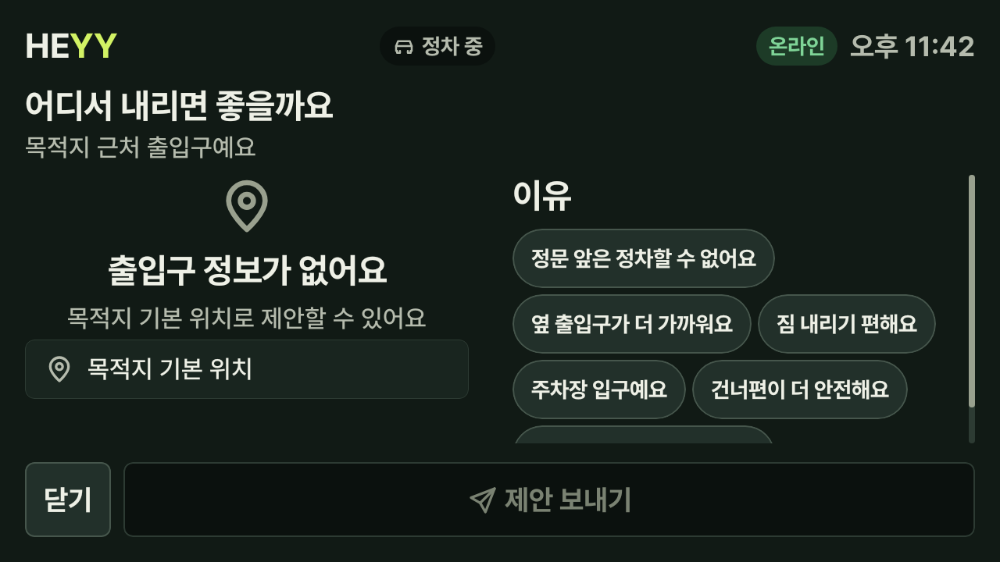 HEYY
정차 중
온라인
오후 11:42
어디서 내리면 좋을까요
목적지 근처 출입구예요
출입구 정보가 없어요
목적지 기본 위치로 제안할 수 있어요
목적지 기본 위치
이유
정문 앞은 정차할 수 없어요
옆 출입구가 더 가까워요
짐 내리기 편해요
주차장 입구예요
건너편이 더 안전해요
닫기
제안 보내기